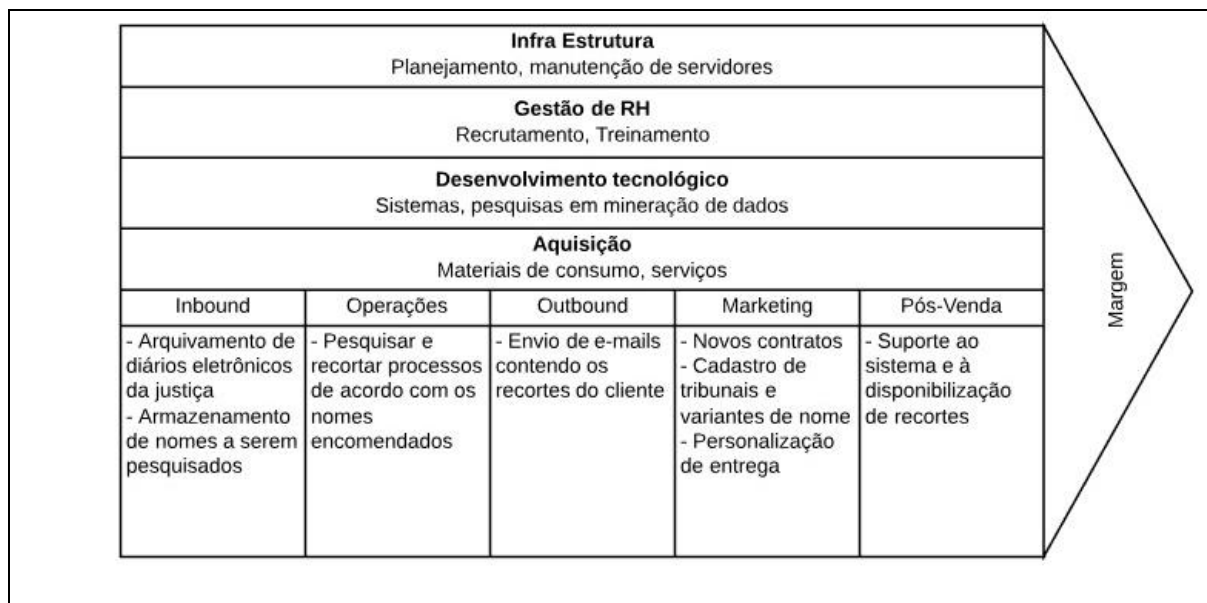 Infra Estrutura
Planejamento, manutenção de servidores
Gestão de RH
Recrutamento, Treinamento
Desenvolvimento tecnológico
Sistemas, pesquisas em mineração de dados
Aquisição
Materiais de consumo, serviços
Inbound
- Arquivamento de
diários eletrônicos
da justiça
- Armazenamento
de nomes a serem
pesquisados
Operações
- Pesquisar e
recortar processos
de acordo com os
nomes
encomendados
Outbound
- Envio de e-mails
contendo os
recortes do cliente
Marketing
- Novos contratos
- Cadastro de
tribunais e
variantes de nome
- Personalização
de entrega
Pós-Venda
- Suporte ao
sistema e à
disponibilização
de recortes
Margem